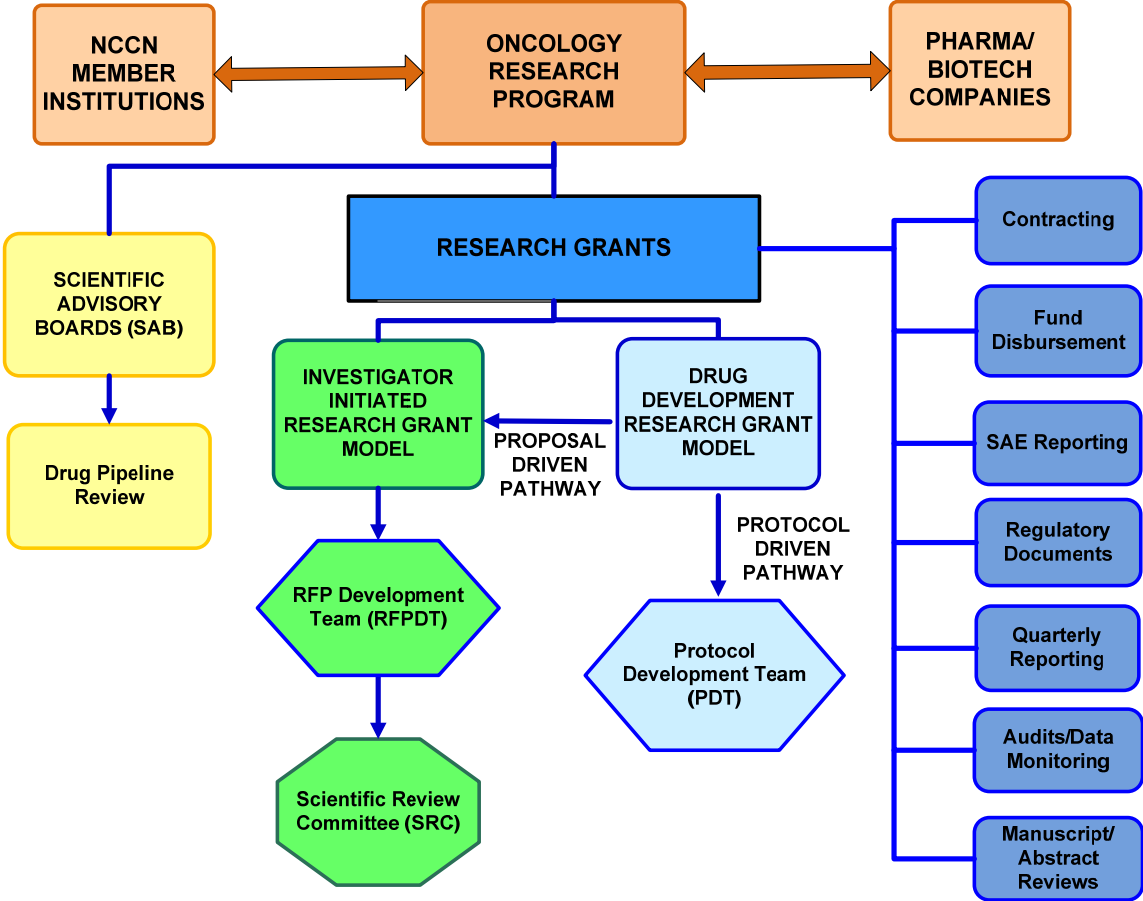 NCCN
MEMBER
INSTITUTIONS
ONCOLOGY
RESEARCH
PROGRAM
PHARMA/
BIOTECH
COMPANIES
RESEARCH GRANTS
SCIENTIFIC
ADVISORY
BOARDS (SAB)
Drug Pipeline
Review
INVESTIGATOR
INITIATED
RESEARCH GRANT
MODEL
PROPOSAL
DRIVEN
PATHWAY
DRUG
DEVELOPMENT
RESEARCH GRANT
MODEL
PROTOCOL
DRIVEN
PATHWAY
RFP Development
Team (RFPDT)
Scientific Review
Committee (SRC)
Protocol
Development Team
(PDT)
Contracting
Fund
Disbursement
SAE Reporting
Regulatory
Documents
Quarterly
Reporting
Audits/Data
Monitoring
Manuscript/
Abstract
Reviews